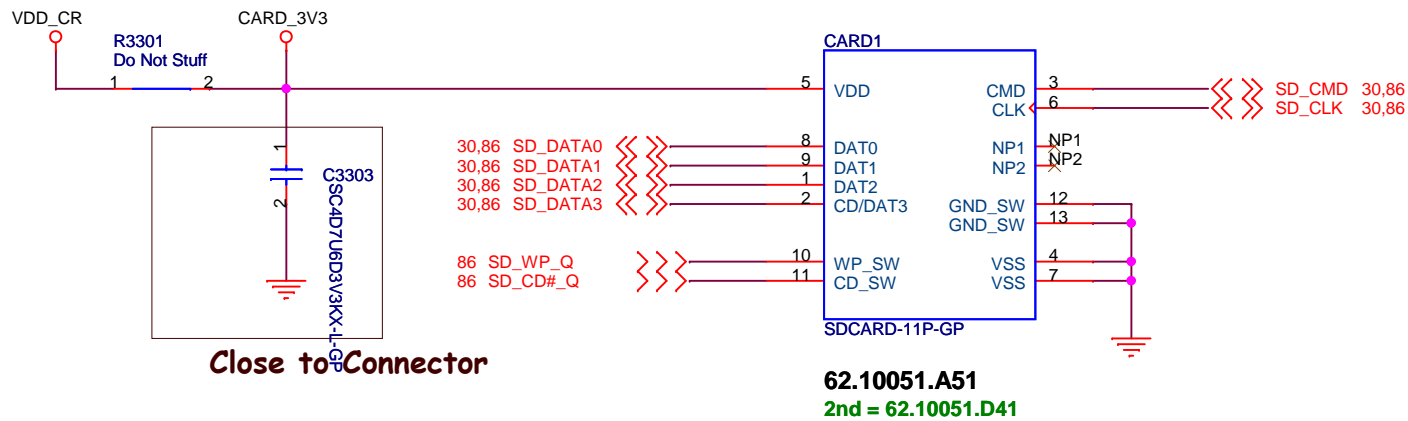 VDD_CR
CARD_3V3
R3301
Do Not Stuff
1 2
CARD1
5 VDD
CMD 3 SD_CMD 30,86
CLK 6 SD_CLK 30,86
30,86 SD_DATA0 8 DAT0
NP1 NP1
30,86 SD_DATA1 9 DAT1
NP2 NP2
30,86 SD_DATA2 1 DAT2
30,86 SD_DATA3 2 CD/DAT3
GND_SW 12
GND_SW 13
86 SD_WP_Q 10 WP_SW
VSS 4
86 SD_CD#_Q 11 CD_SW
VSS 7
1
2
C3303
SC4D7U6D3V3KX-L-GP
Close to Connector
SDCARD-11P-GP
62.10051.A51
2nd = 62.10051.D41